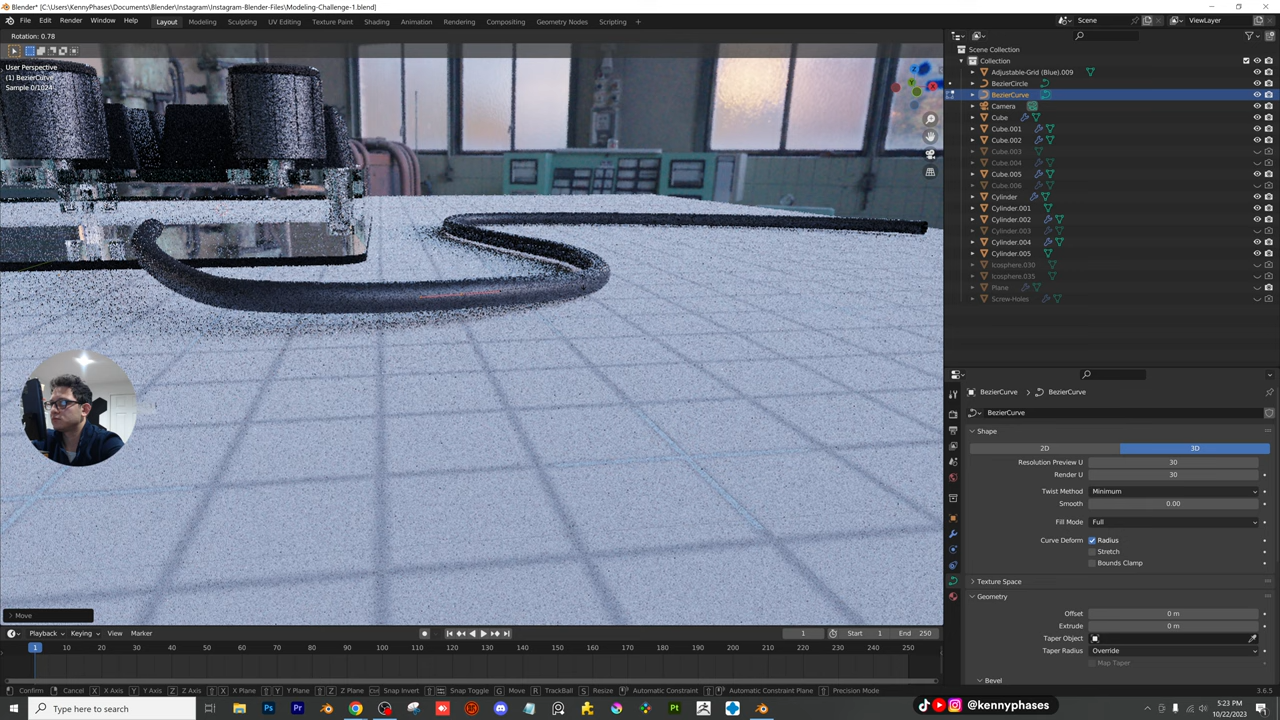 Blender* [C:\Users\KennyPhases\Documents\Blender\Instagram\Instagram-Blender-Files\Modeling-Challenge-1.blend]
File Edit Render Window Help Layout Modeling Sculpting UV Editing Texture Paint Shading Animation Rendering Compositing Geometry Nodes Scripting Scene ViewLayer
Rotation: 0.78
User Perspective
(1) BezierCurve
Sample 0/1024
Scene Collection
Collection
Adjustable-Grid (Blue).009
BezierCircle
BezierCurve
Camera
Cube
Cube.001
Cube.002
Cube.003
Cube.004
Cube.005
Cube.006
Cylinder
Cylinder.001
Cylinder.002
Cylinder.003
Cylinder.004
Cylinder.005
Icosphere.030
Icosphere.035
Plane
Screw-Holes
BezierCurve > BezierCurve
BezierCurve
Shape
2D 3D
Resolution Preview U 30
Render U 30
Twist Method Minimum
Smooth 0.00
Fill Mode Full
Curve Deform Radius
Stretch
Bounds Clamp
Texture Space
Geometry
Offset 0 m
Extrude 0 m
Taper Object
Taper Radius Override
Map Taper
Bevel
> Move
Playback Keying View Marker 1 Start 1 End 250
1 10 20 30 40 50 60 70 80 90 100 110 120 130 140 150 160 170 180 190 200 210 220 230 240 250
Confirm Cancel X X Axis Y Y Axis Z Z Axis X X Plane Y Y Plane Z Z Plane Snap Invert Snap Toggle G Move R TrackBall S Resize Automatic Constraint Automatic Constraint Plane Precision Mode 3.6.5
Type here to search
@kennyphases
5:23 PM
10/22/2023